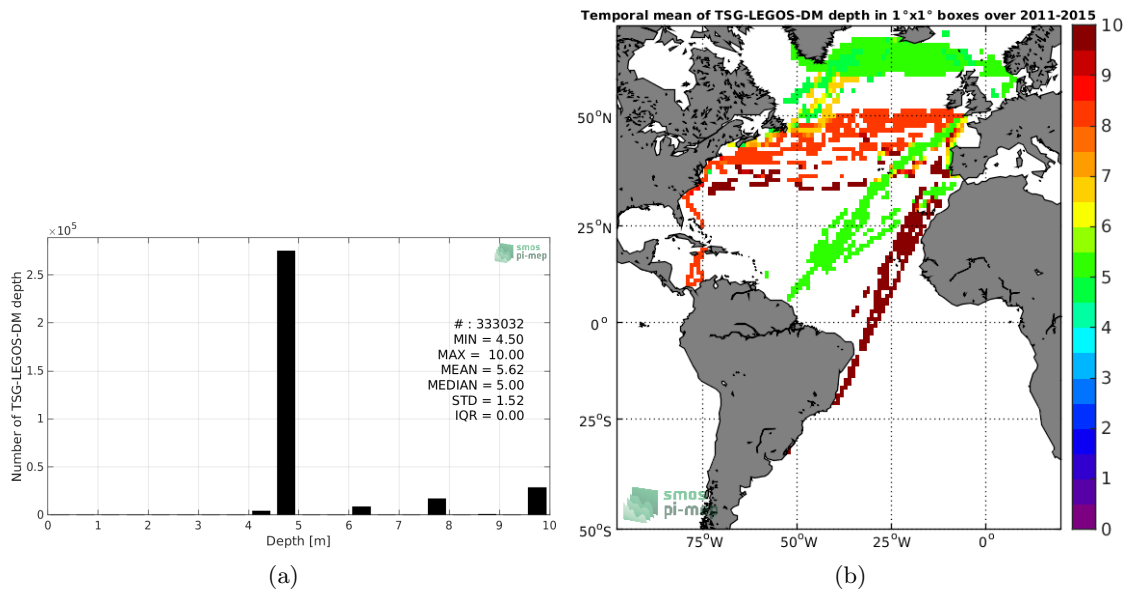 Temporal mean of TSG-LEGOS-DM depth in 1°x1° boxes over 2011-2015
×10⁵
2.5
2
1.5
1
0.5
0
Number of TSG-LEGOS-DM depth
smos
pi-mep
# : 333032
MIN = 4.50
MAX = 10.00
MEAN = 5.62
MEDIAN = 5.00
STD = 1.52
IQR = 0.00
0 1 2 3 4 5 6 7 8 9 10
Depth [m]
(a)
50°N
25°N
0°
25°S
50°S
75°W 50°W 25°W 0°
smos
pi-mep
10
9
8
7
6
5
4
3
2
1
0
(b)